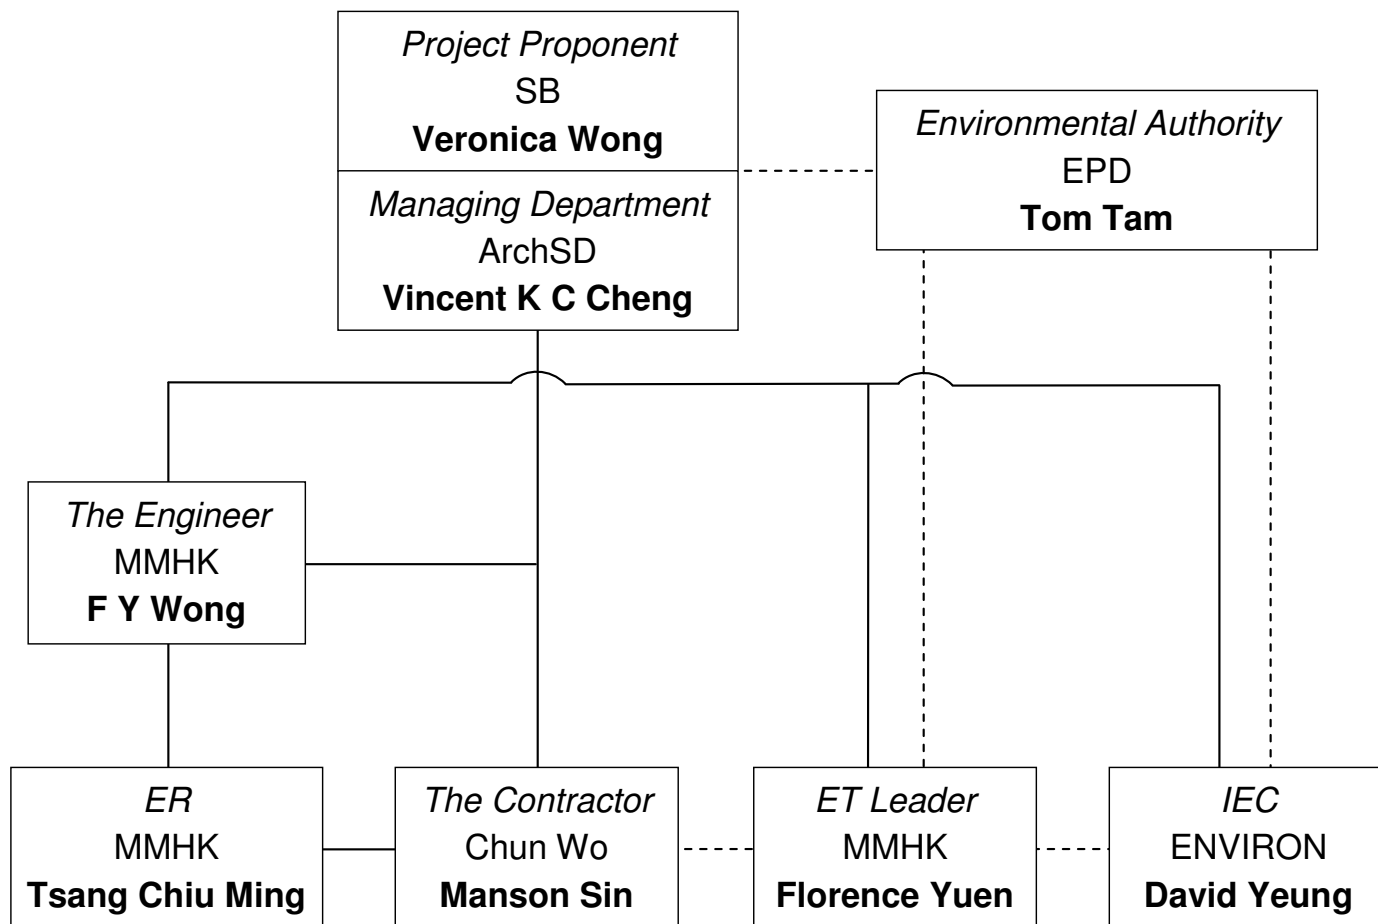 Project Proponent
SB
Veronica Wong
Managing Department
ArchSD
Vincent K C Cheng
Environmental Authority
EPD
Tom Tam
The Engineer
MMHK
F Y Wong
ER
MMHK
Tsang Chiu Ming
The Contractor
Chun Wo
Manson Sin
ET Leader
MMHK
Florence Yuen
IEC
ENVIRON
David Yeung